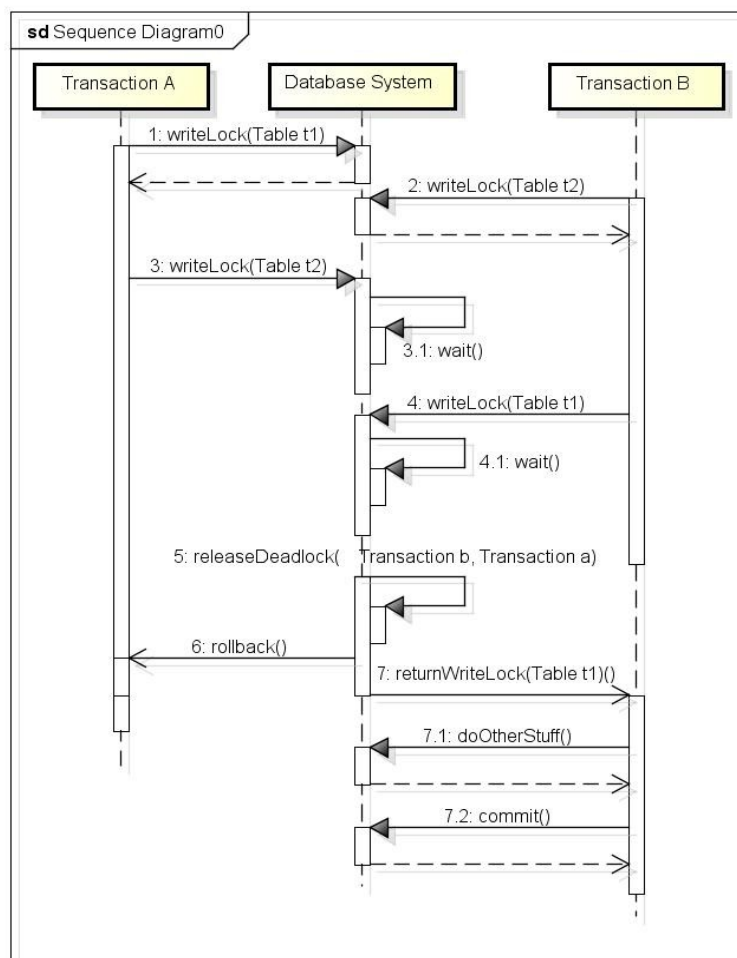 sd Sequence Diagram0
Transaction A
Database System
Transaction B
1: writeLock(Table t1)
2: writeLock(Table t2)
3: writeLock(Table t2)
3.1: wait()
4: writeLock(Table t1)
4.1: wait()
5: releaseDeadlock( Transaction b, Transaction a)
6: rollback()
7: returnWriteLock(Table t1)()
7.1: doOtherStuff()
7.2: commit()